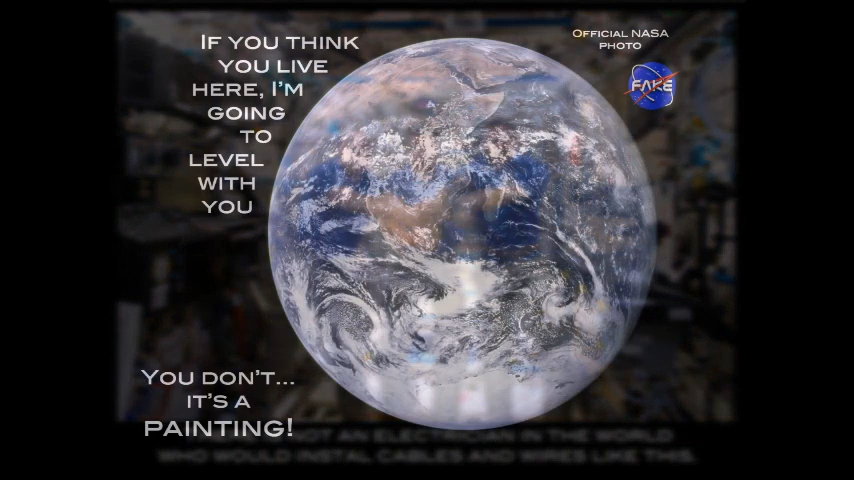 If you think
you live
here, I'm
going
to
level
with
you
Official NASA
photo
FAKE
You don't...
it's a
painting!
NOT AN ELECTRICIAN IN THE WORLD
WHO WOULD INSTAL CABLES AND WIRES LIKE THIS.